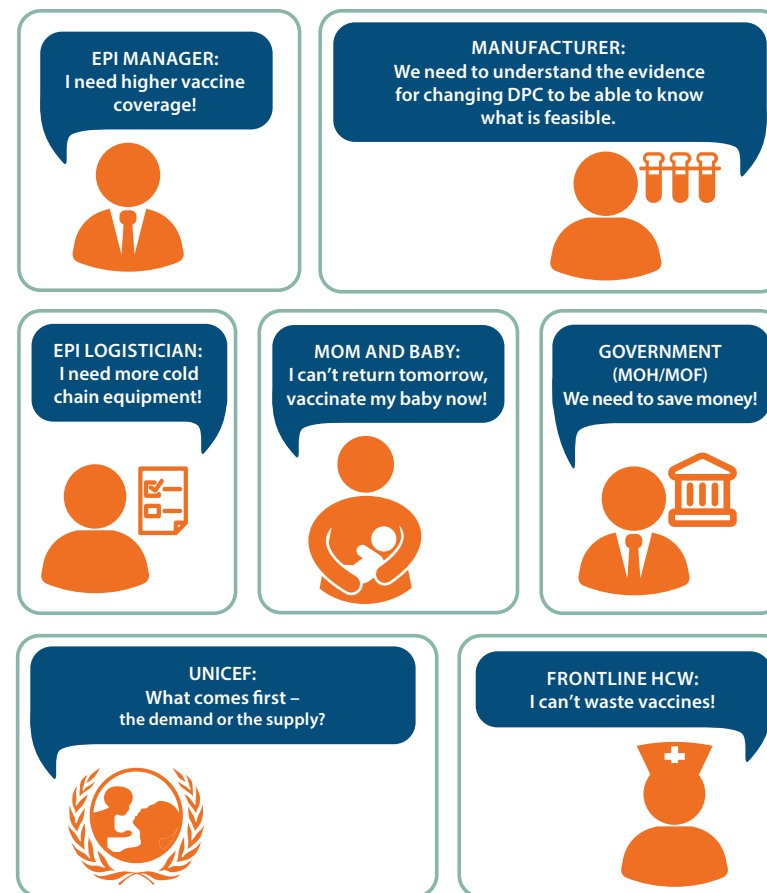 EPI MANAGER:
I need higher vaccine
coverage!
MANUFACTURER:
We need to understand the evidence
for changing DPC to be able to know
what is feasible.
EPI LOGISTICIAN:
I need more cold
chain equipment!
MOM AND BABY:
I can’t return tomorrow,
vaccinate my baby now!
GOVERNMENT
(MOH/MOF)
We need to save money!
UNICEF:
What comes first –
the demand or the supply?
FRONTLINE HCW:
I can’t waste vaccines!